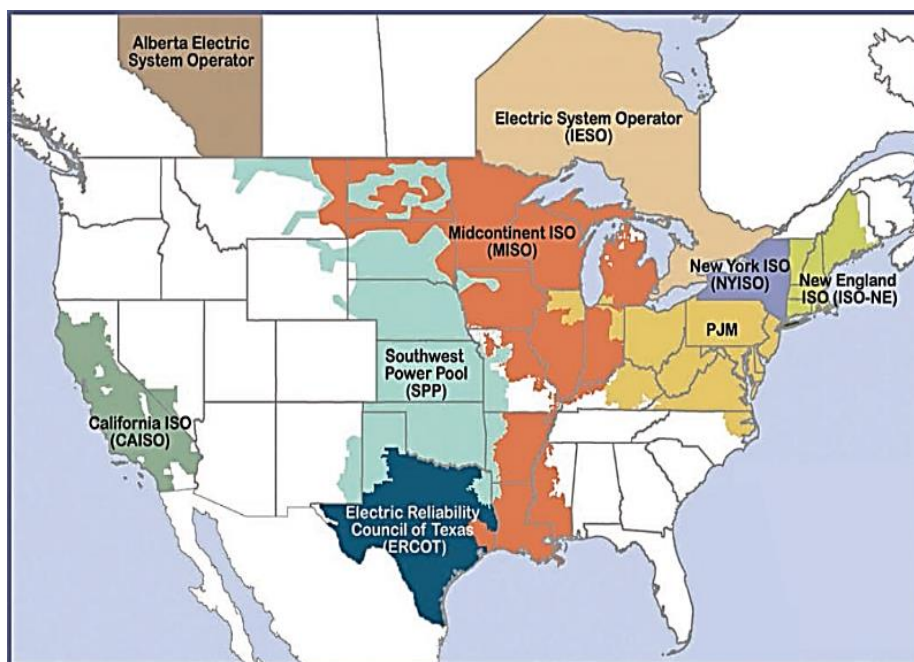 Alberta Electric
System Operator
Electric System Operator
(IESO)
Midcontinent ISO
(MISO)
New York ISO
(NYISO)
New England
ISO (ISO-NE)
PJM
Southwest
Power Pool
(SPP)
California ISO
(CAISO)
Electric Reliability
Council of Texas
(ERCOT)